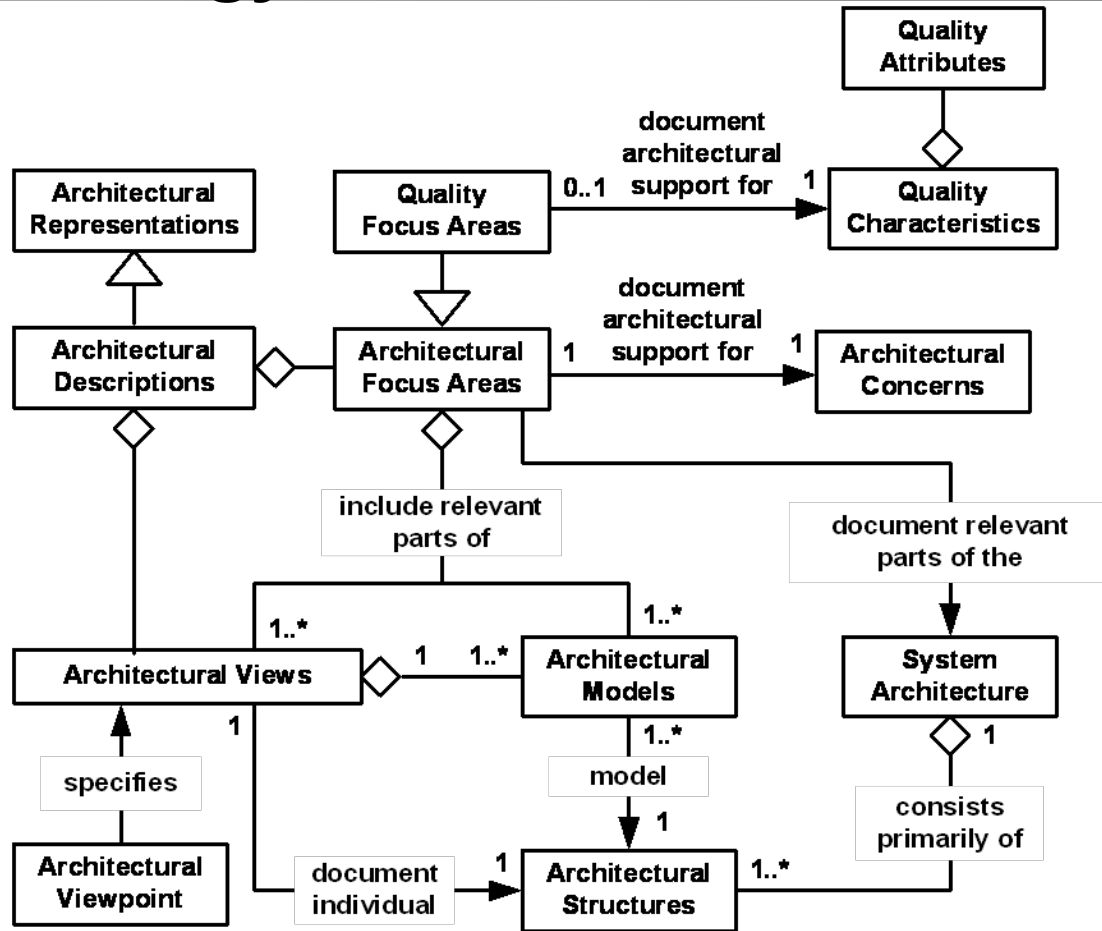 Quality
Attributes
document
architectural
support for
0..1
1
Architectural
Representations
Quality
Focus Areas
Quality
Characteristics
document
architectural
support for
1
1
Architectural
Descriptions
Architectural
Focus Areas
Architectural
Concerns
include relevant
parts of
document relevant
parts of the
1..*
1..*
Architectural Views
1
1..*
Architectural
Models
System
Architecture
1
1..*
1
specifies
model
consists
primarily of
1
Architectural
Viewpoint
document
individual
1
Architectural
Structures
1..*